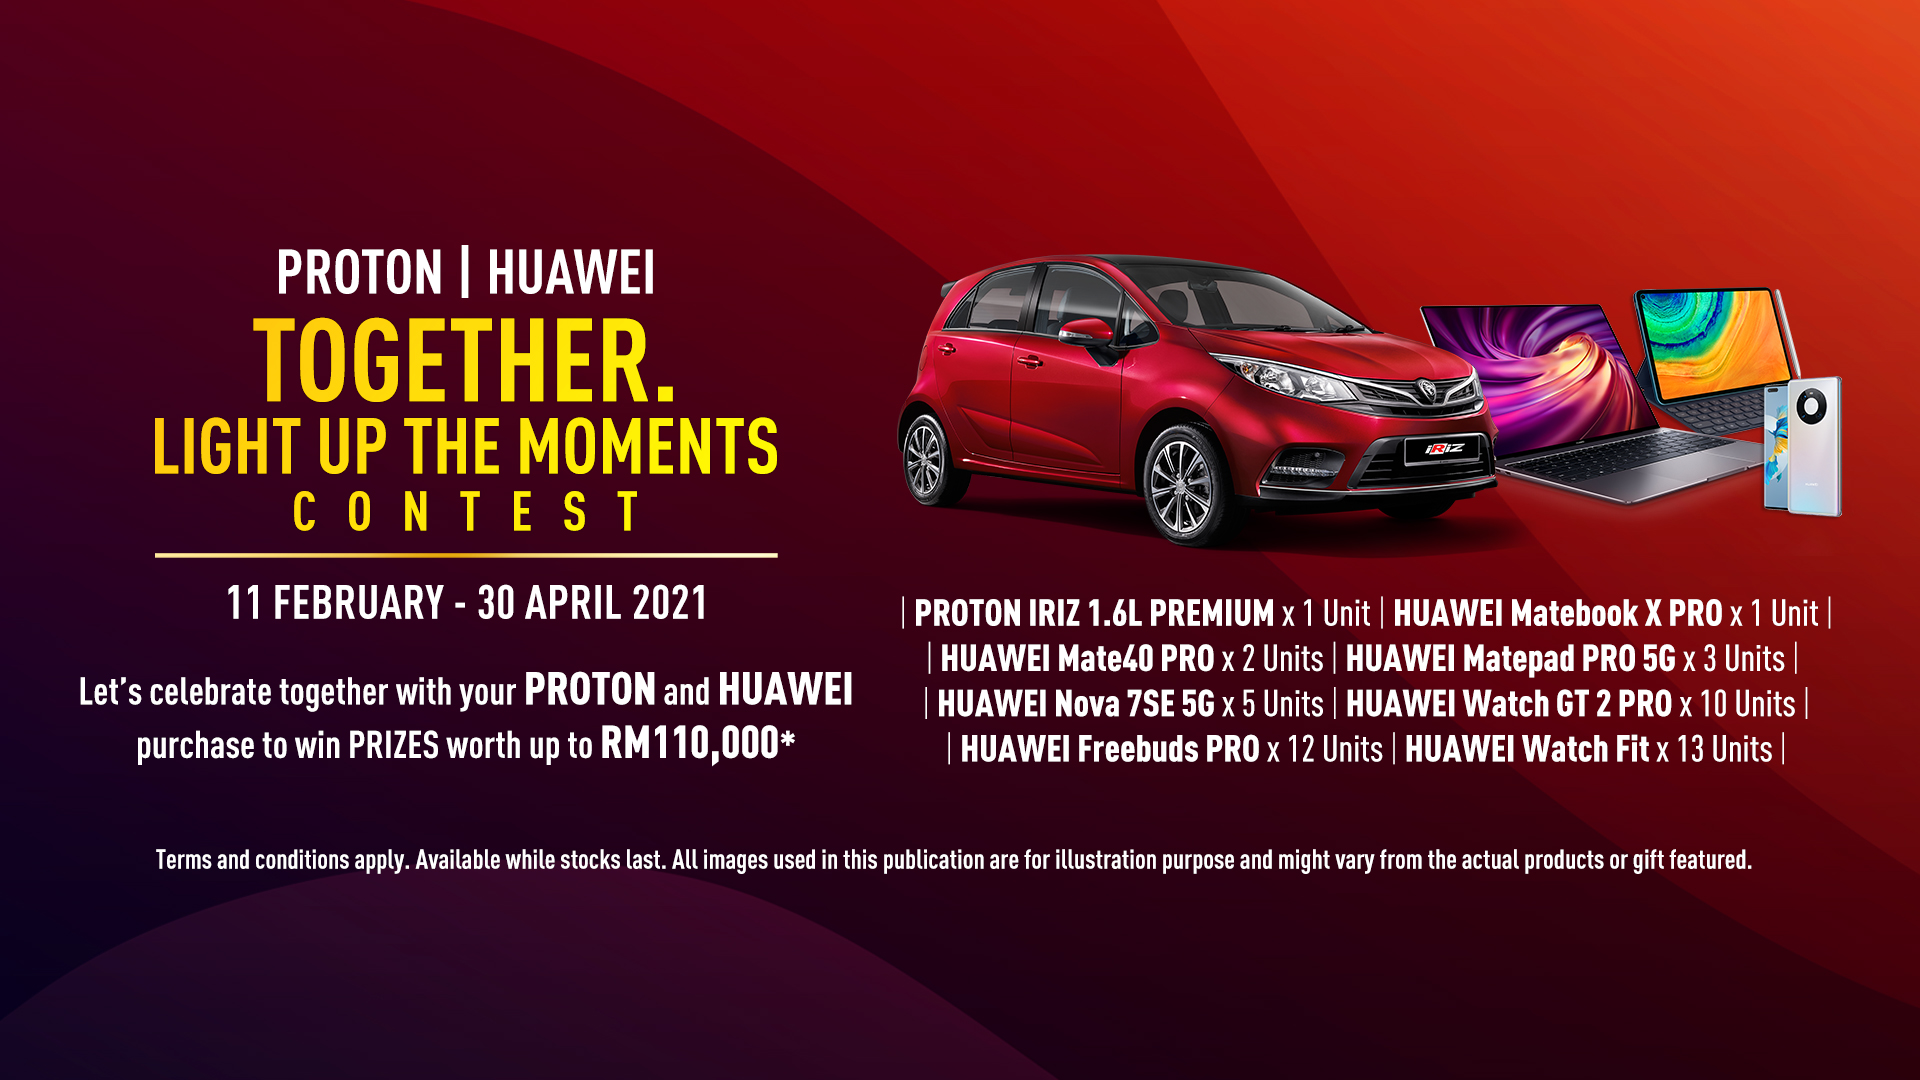 PROTON | HUAWEI
TOGETHER.
LIGHT UP THE MOMENTS
CONTEST
11 FEBRUARY - 30 APRIL 2021
Let's celebrate together with your PROTON and HUAWEI
purchase to win PRIZES worth up to RM110,000*
iRiZ
| PROTON IRIZ 1.6L PREMIUM x 1 Unit | HUAWEI Matebook X PRO x 1 Unit |
| HUAWEI Mate40 PRO x 2 Units | HUAWEI Matepad PRO 5G x 3 Units |
| HUAWEI Nova 7SE 5G x 5 Units | HUAWEI Watch GT 2 PRO x 10 Units |
| HUAWEI Freebuds PRO x 12 Units | HUAWEI Watch Fit x 13 Units |
Terms and conditions apply. Available while stocks last. All images used in this publication are for illustration purpose and might vary from the actual products or gift featured.